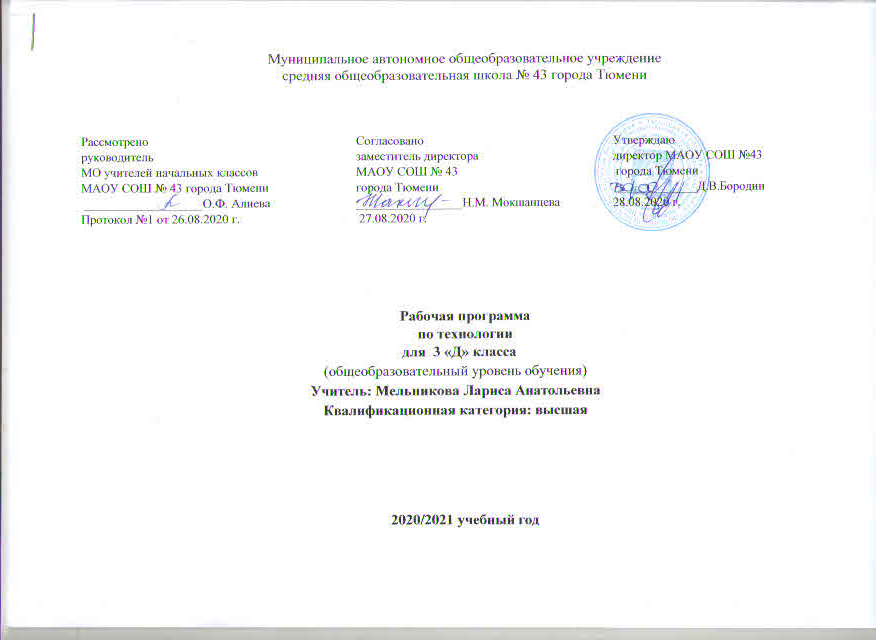 Муниципальное автономное общеобразовательное учреждение
средняя общеобразовательная школа № 43 города Тюмени
Рассмотрено
руководитель
МО учителей начальных классов
МАОУ СОШ № 43 города Тюмени
О.Ф. Алиева
Протокол №1 от 26.08.2020 г.
Согласовано
заместитель директора
МАОУ СОШ № 43
города Тюмени
Н.М. Мокшанцева
27.08.2020 г.
Утверждаю
директор МАОУ СОШ №43
города Тюмени
Д.В.Бородин
28.08.2020 г.
Рабочая программа
по технологии
для 3 «Д» класса
(общеобразовательный уровень обучения)
Учитель: Мельникова Лариса Анатольевна
Квалификационная категория: высшая
2020/2021 учебный год